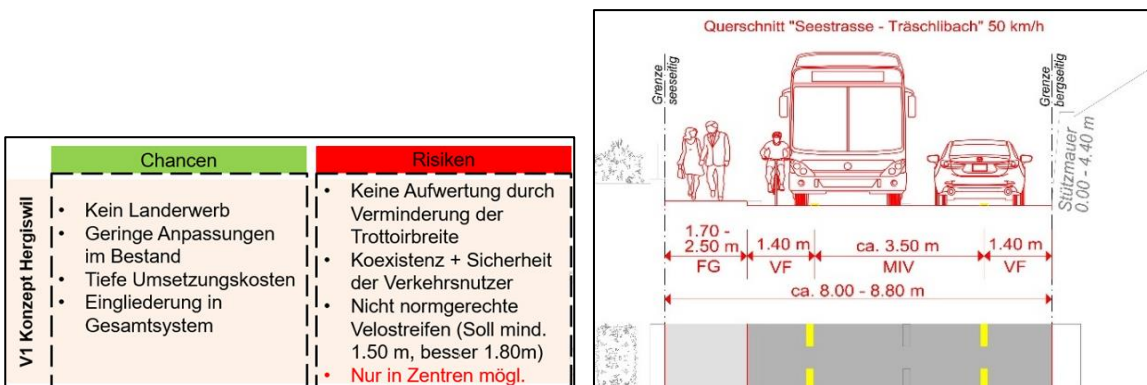 Chancen
Risiken
V1 Konzept Hergiswil
• Kein Landerwerb
• Geringe Anpassungen
im Bestand
• Tiefe Umsetzungskosten
• Eingliederung in
Gesamtsystem
• Keine Aufwertung durch
Verminderung der
Trottoirbreite
• Koexistenz + Sicherheit
der Verkehrsnutzer
• Nicht normgerechte
Velostreifen (Soll mind.
1.50 m, besser 1.80m)
• Nur in Zentren mögl.
Querschnitt "Seestrasse - Träschlibach" 50 km/h
Grenze
seeseitig
Grenze
bergseitig
Stützmauer
0.00 - 4.40 m
1.70 -
2.50 m
FG
1.40 m
VF
ca. 3.50 m
MIV
1.40 m
VF
ca. 8.00 - 8.80 m